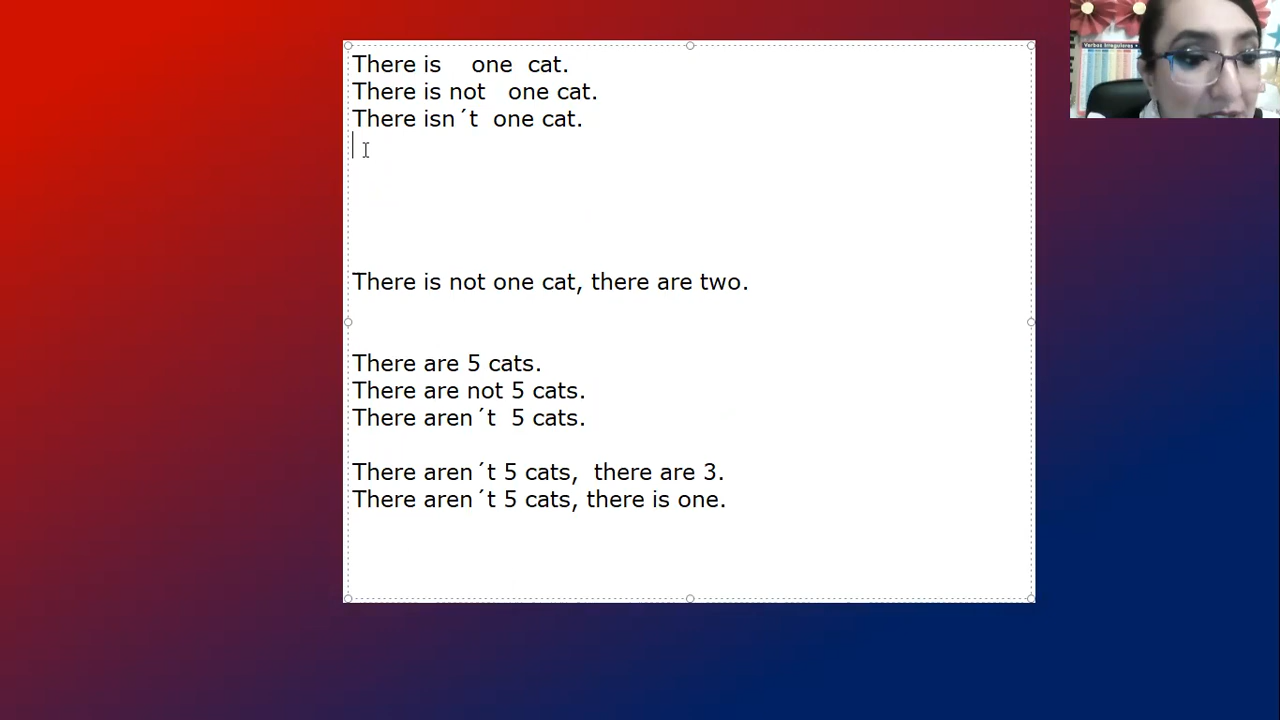 There is one cat.
There is not one cat.
There isn´t one cat.
There is not one cat, there are two.
There are 5 cats.
There are not 5 cats.
There aren´t 5 cats.
There aren´t 5 cats, there are 3.
There aren´t 5 cats, there is one.
Verbos Irregulares